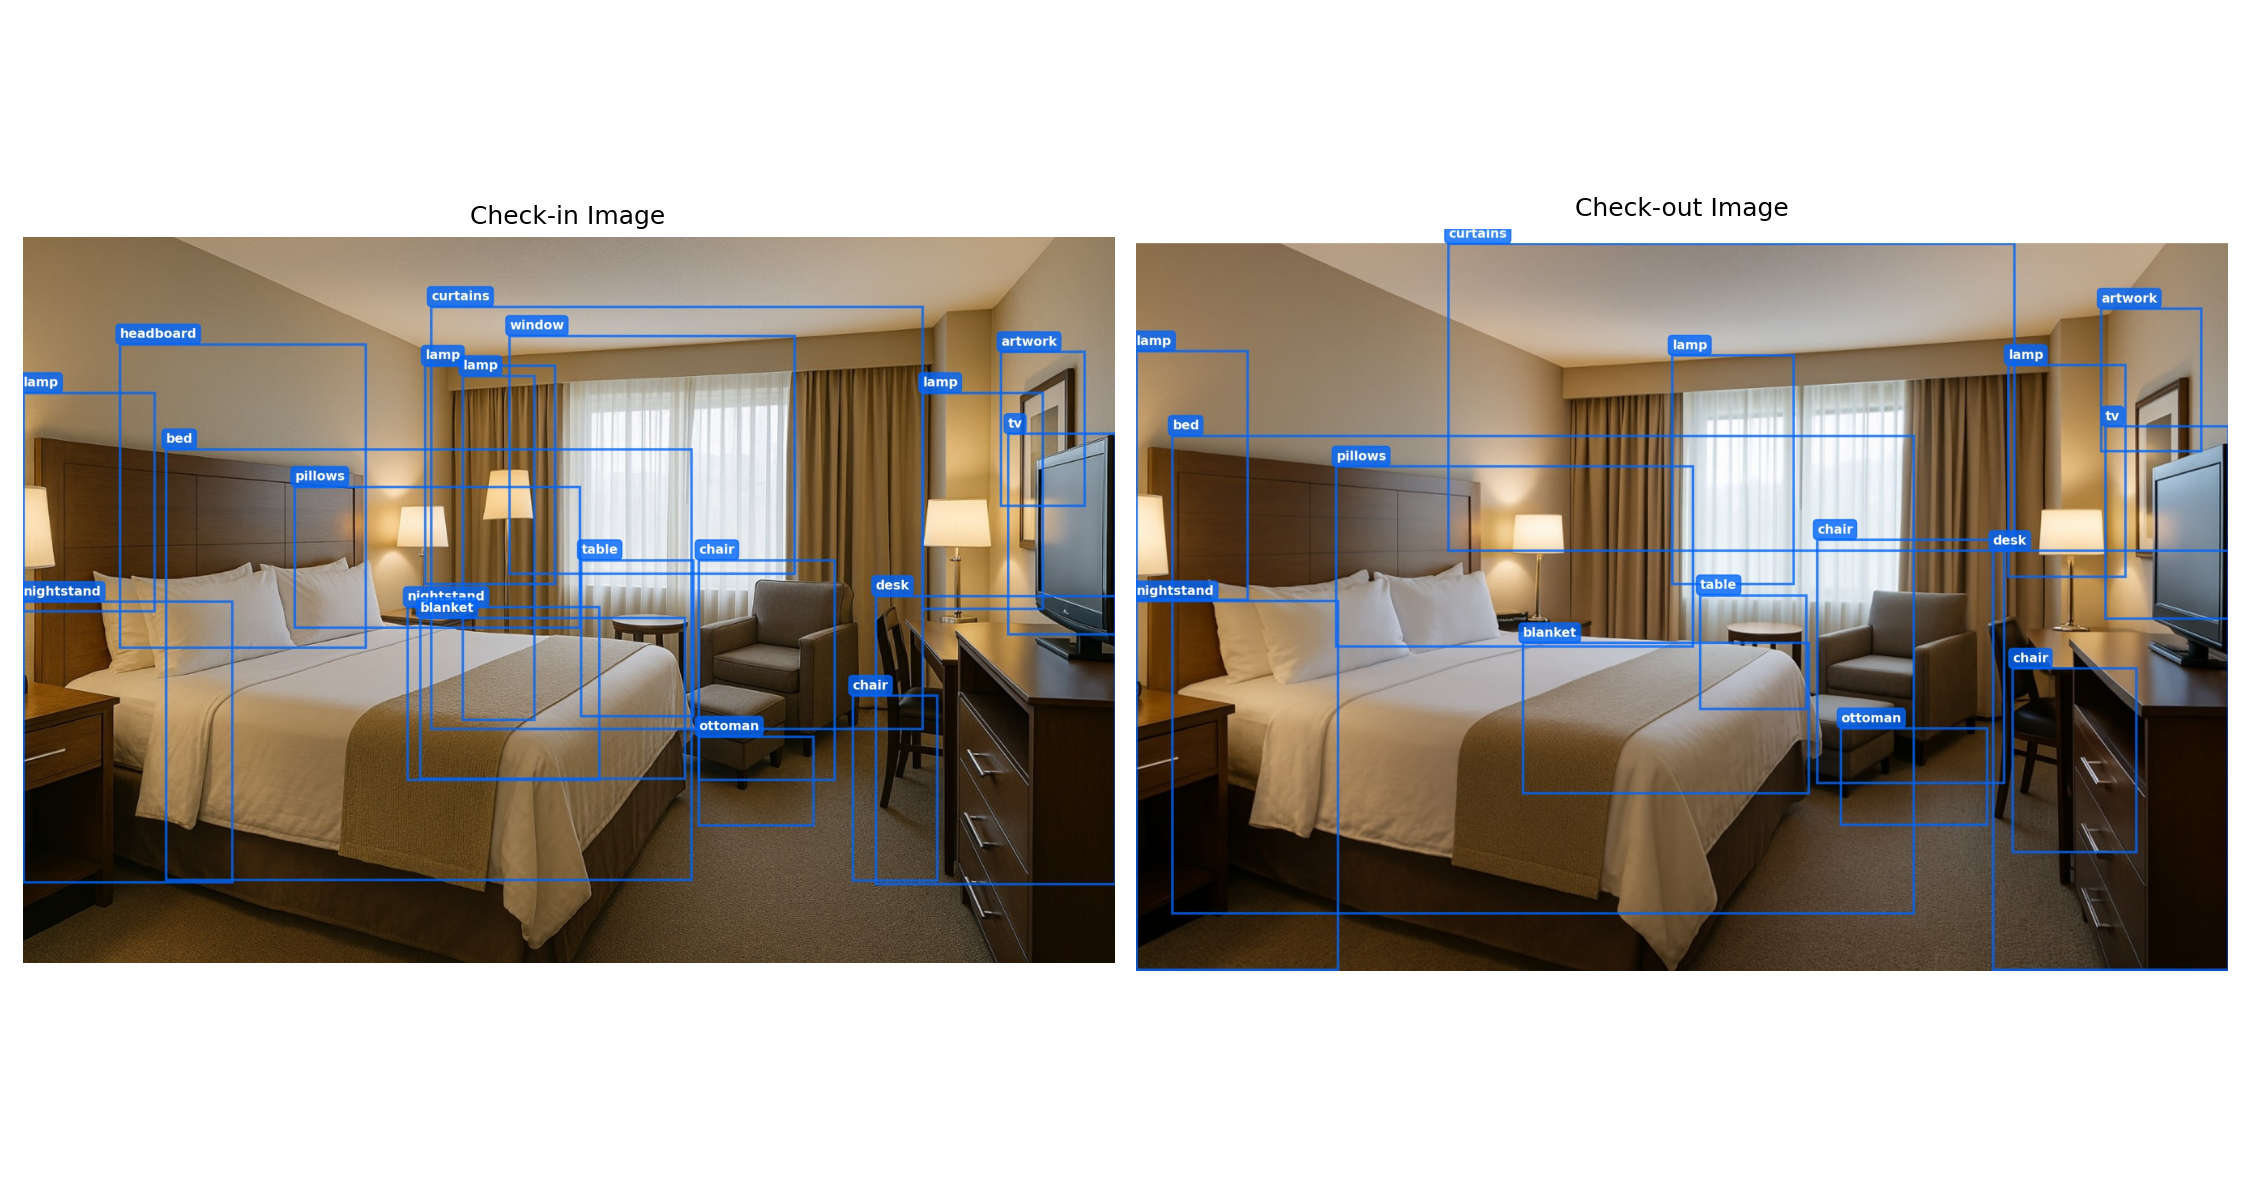 Check-in Image
curtains
window
headboard
lamp
lamp
artwork
lamp
lamp
tv
bed
pillows
table
chair
desk
nightstand
nightstand
blanket
chair
ottoman
Check-out Image
curtains
artwork
lamp
lamp
lamp
tv
bed
pillows
chair
desk
table
nightstand
blanket
chair
ottoman